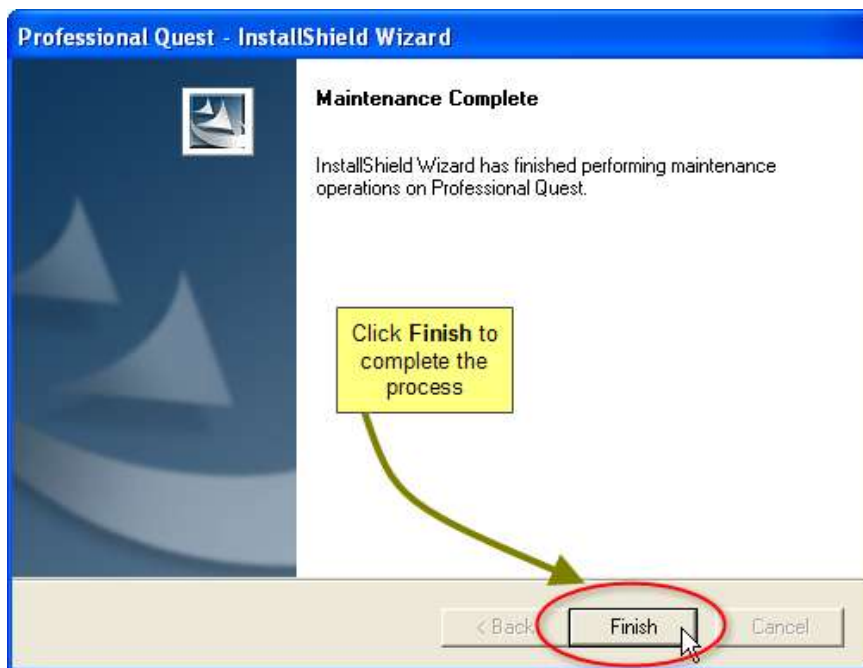 Professional Quest - InstallShield Wizard
Maintenance Complete
InstallShield Wizard has finished performing maintenance
operations on Professional Quest.
Click Finish to
complete the
process
< Back
Finish
Cancel